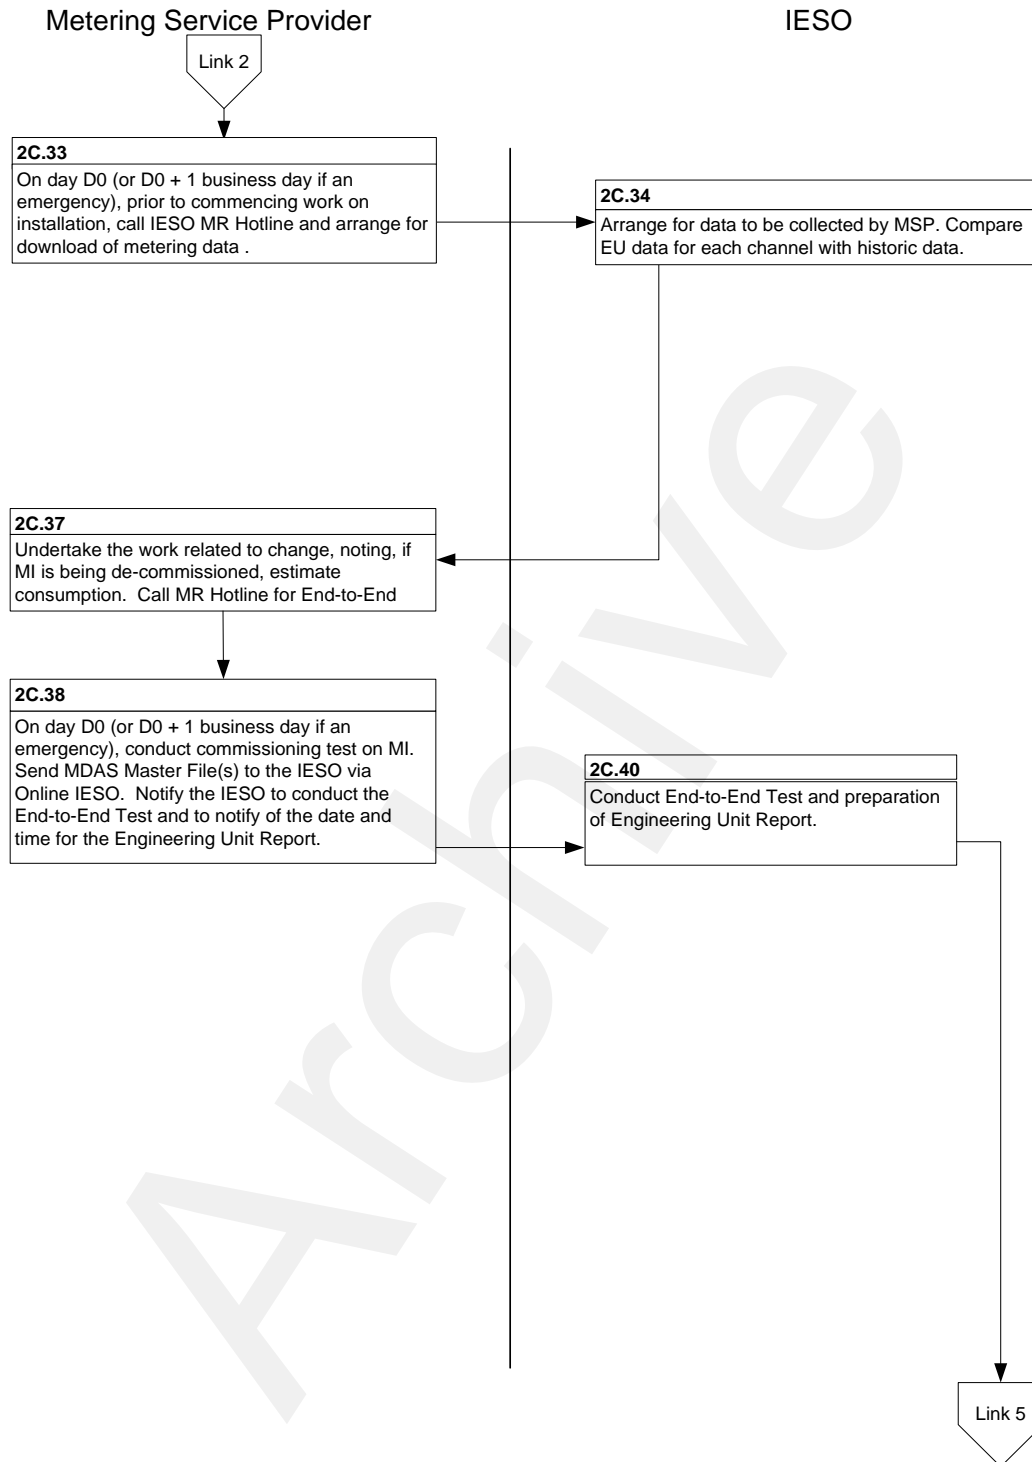 Metering Service Provider
IESO
Link 2
2C.33
On day D0 (or D0 + 1 business day if an
emergency), prior to commencing work on
installation, call IESO MR Hotline and arrange for
download of metering data .
2C.34
Arrange for data to be collected by MSP. Compare
EU data for each channel with historic data.
2C.37
Undertake the work related to change, noting, if
MI is being de-commissioned, estimate
consumption.  Call MR Hotline for End-to-End
2C.38
On day D0 (or D0 + 1 business day if an
emergency), conduct commissioning test on MI.
Send MDAS Master File(s) to the IESO via
Online IESO.  Notify the IESO to conduct the
End-to-End Test and to notify of the date and
time for the Engineering Unit Report.
2C.40
Conduct End-to-End Test and preparation
of Engineering Unit Report.
Link 5
Archive